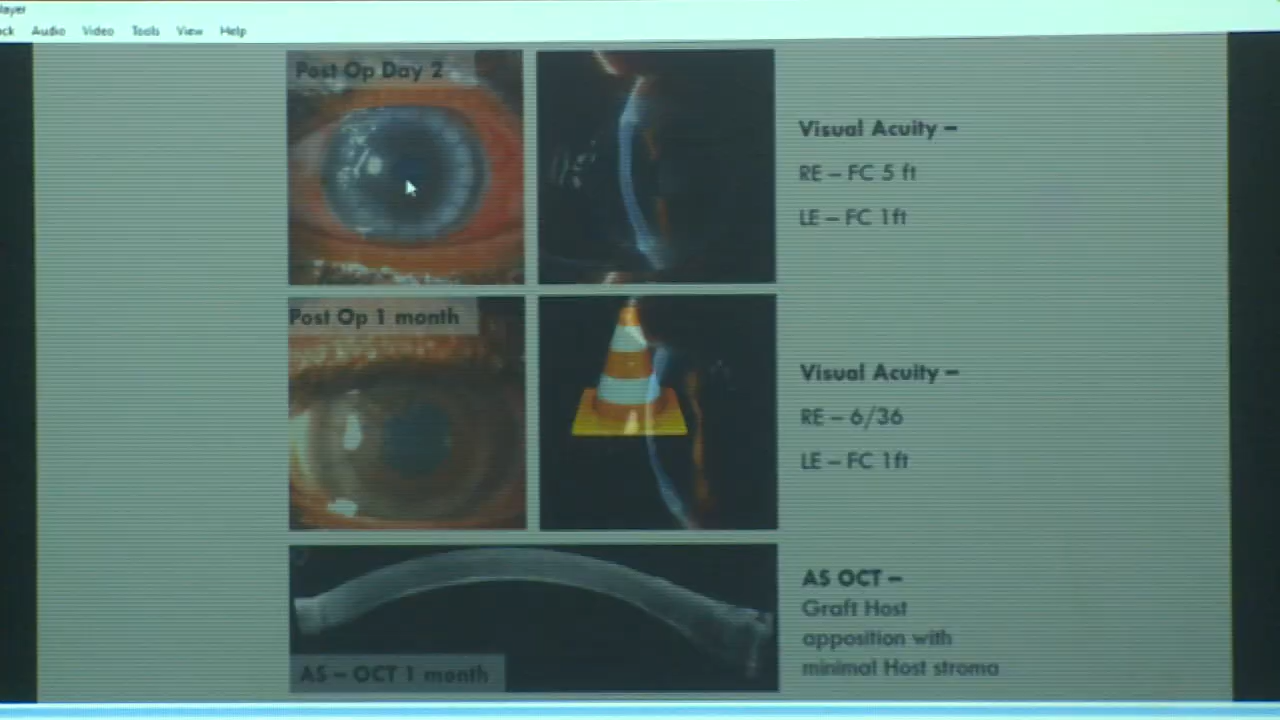 Audio Video Tools View Help
Post Op Day 2
Visual Acuity –
RE – FC 5 ft
LE – FC 1ft
Post Op 1 month
Visual Acuity –
RE – 6/36
LE – FC 1ft
AS OCT –
Graft Host
apposition with
minimal Host stroma
AS – OCT 1 month